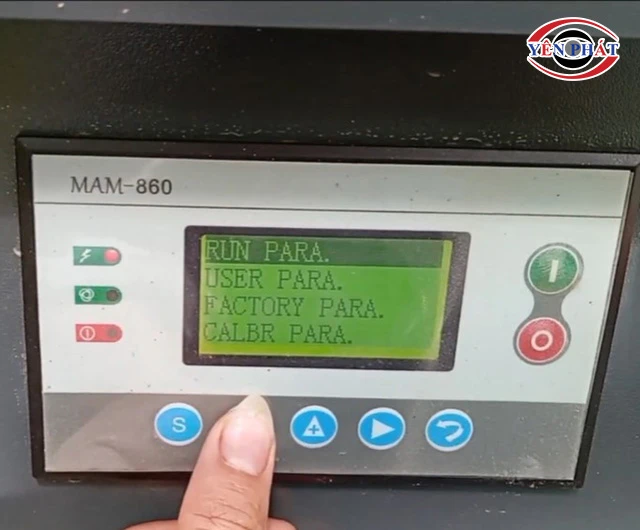 YÊN PHÁT
MAM-860
RUN PARA.
USER PARA.
FACTORY PARA.
CALBR PARA.
I
O
S